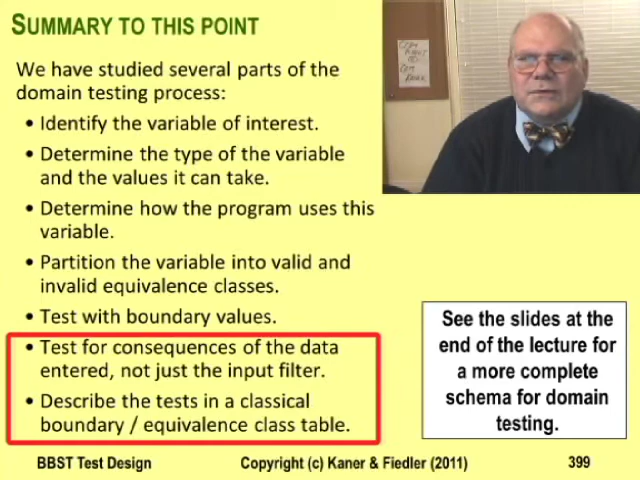 SUMMARY TO THIS POINT
We have studied several parts of the
domain testing process:
• Identify the variable of interest.
• Determine the type of the variable
and the values it can take.
• Determine how the program uses this
variable.
• Partition the variable into valid and
invalid equivalence classes.
• Test with boundary values.
• Test for consequences of the data
entered, not just the input filter.
• Describe the tests in a classical
boundary / equivalence class table.
See the slides at the
end of the lecture for
a more complete
schema for domain
testing.
BBST Test Design
Copyright (c) Kaner & Fiedler (2011)
399